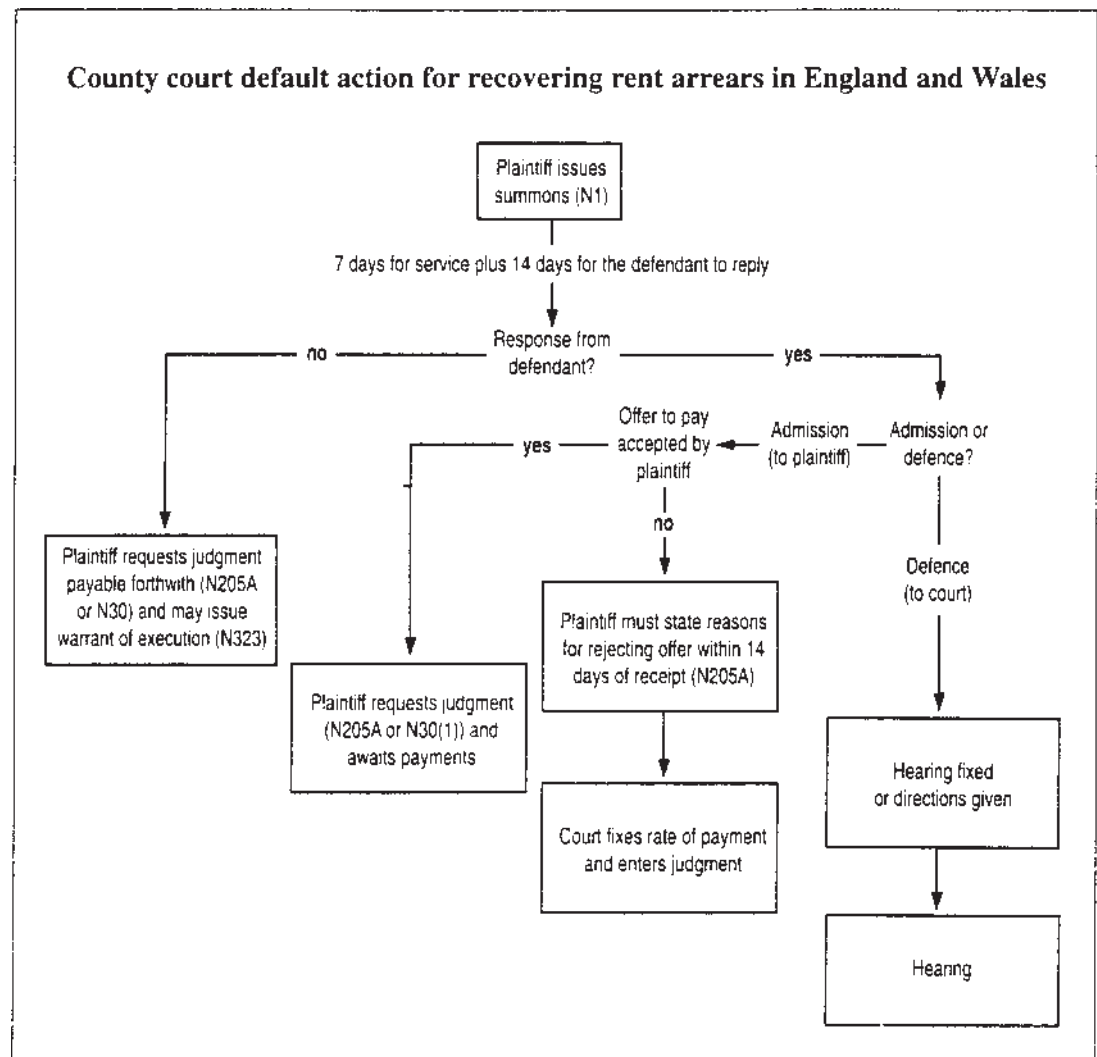 County court default action for recovering rent arrears in England and Wales
Plaintiff issues
summons (N1)
7 days for service plus 14 days for the defendant to reply
no
Response from
defendant?
yes
yes
Offer to pay
accepted by
plaintiff
Admission
(to plaintiff)
Admission or
defence?
no
Defence
(to court)
Plaintiff requests judgment
payable forthwith (N205A
or N30) and may issue
warrant of execution (N323)
Plaintiff requests judgment
(N205A or N30(1)) and
awaits payments
Plaintiff must state reasons
for rejecting offer within 14
days of receipt (N205A)
Court fixes rate of payment
and enters judgment
Hearing fixed
or directions given
Hearing